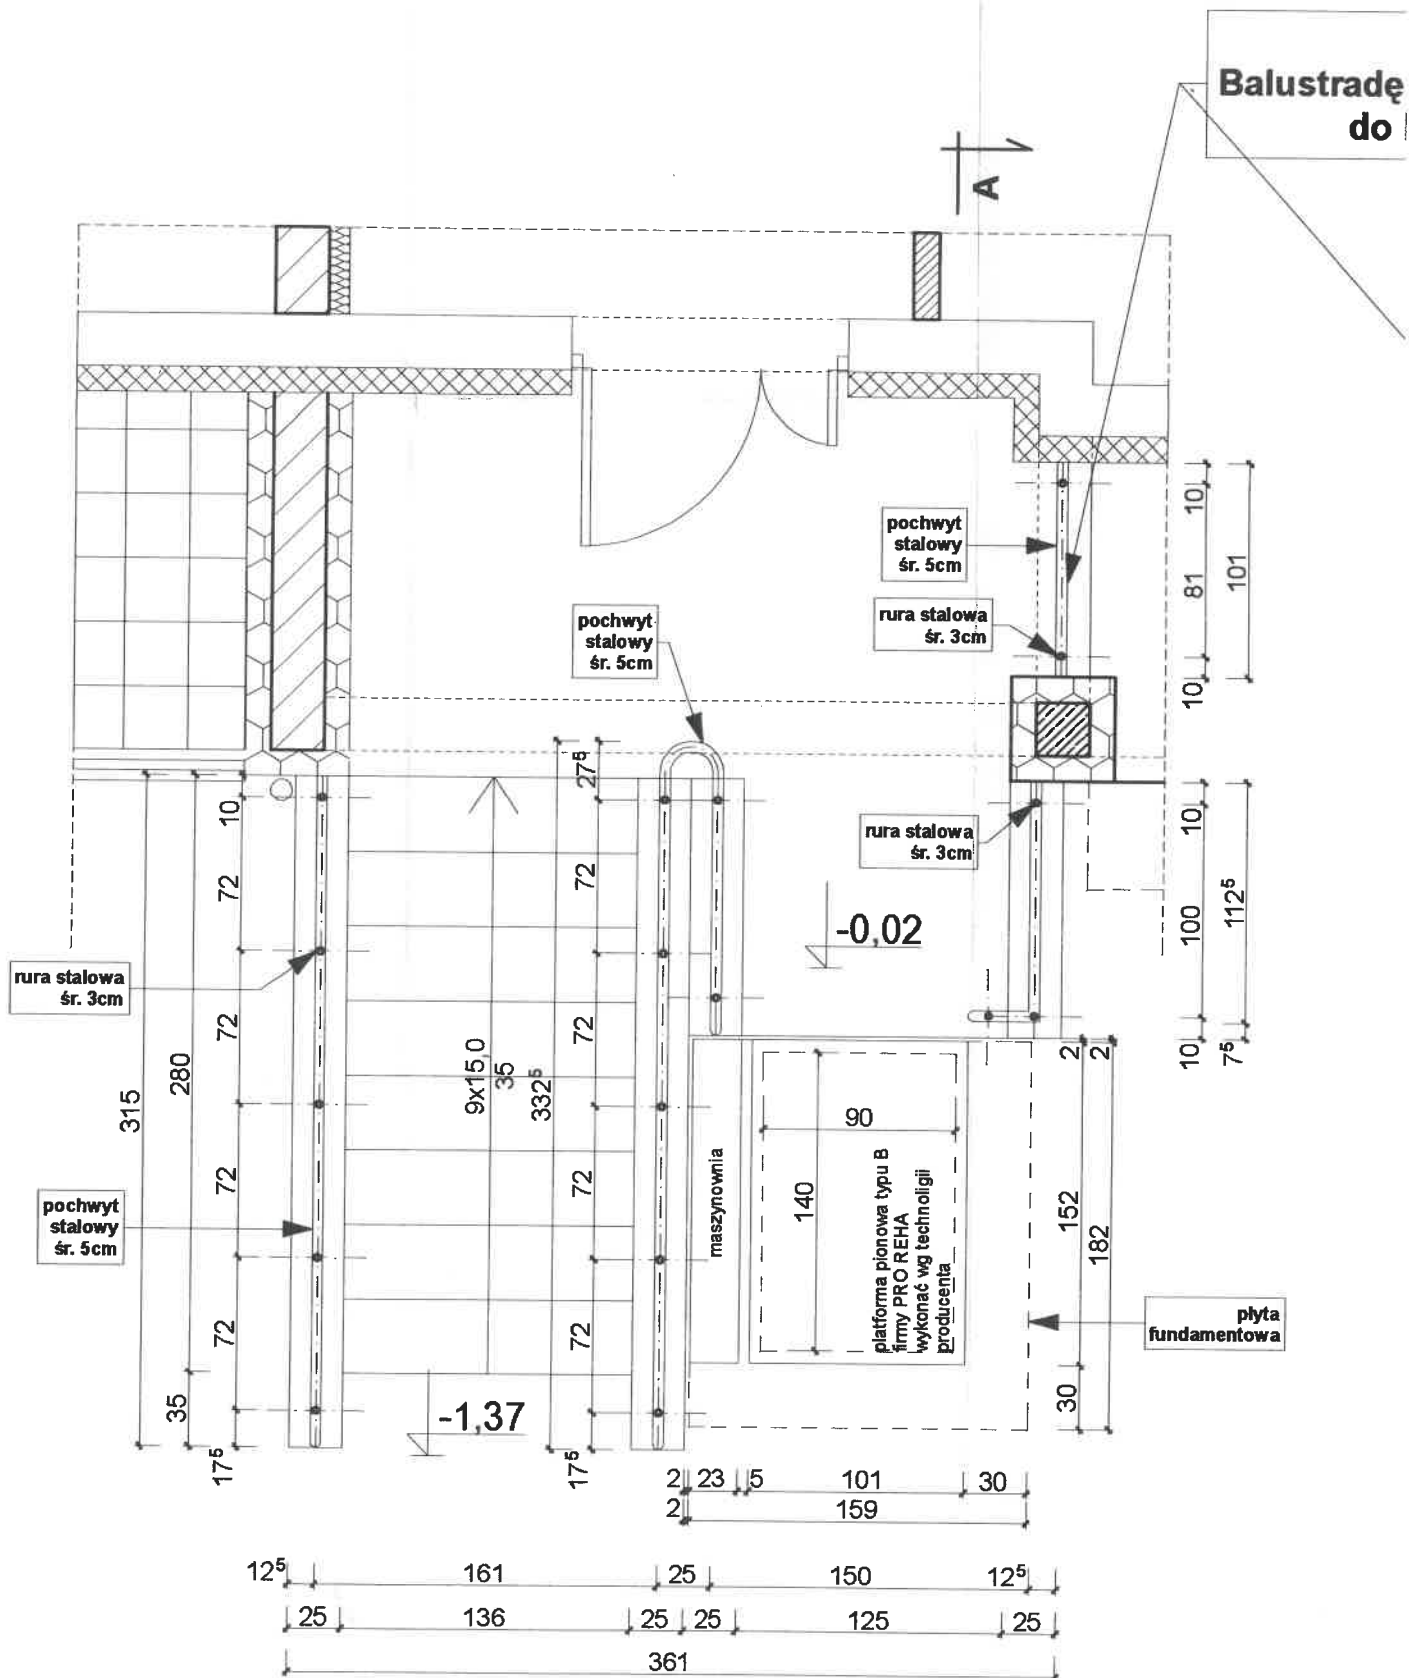 Balustradę
do
A
pochwyt
stalowy
śr. 5cm
rura stalowa
śr. 3cm
pochwyt
stalowy
śr. 5cm
10
81
10
101
27⁵
10
72
72
72
72
17⁵
280
35
315
72
72
72
72
17⁵
332⁵
9x15,0
35
rura stalowa
śr. 3cm
10
100
10
112⁵
7⁵
-0,02
rura stalowa
śr. 3cm
2
2
152
182
30
90
140
maszynownia
platforma pionowa typu B
firmy PRO REHA
wykonać wg technoligii
producenta
pochwyt
stalowy
śr. 5cm
płyta
fundamentowa
-1,37
2
23
5
101
30
2
159
12⁵
161
25
150
12⁵
25
136
25
25
125
25
361